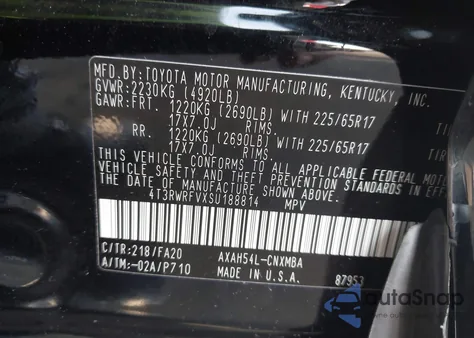 MFD.BY:TOYOTA MOTOR MANUFACTURING, KENTUCKY, INC.
GVWR:2230KG (4920LB)
GAWR:FRT. 1220KG (2690LB) WITH 225/65R17
17X7.0J RIMS.
RR. 1220KG (2690LB) WITH 225/65R17
17X7.0J RIMS.
THIS VEHICLE CONFORMS TO ALL APPLICABLE FEDERAL MOTOR
VEHICLE SAFETY AND THEFT PREVENTION STANDARDS IN EFF
THE DATE OF MANUFACTURE SHOWN ABOVE.
4T3RWRFVXSU188814 MPV
C/TR:218/FA20 AXAH54L-CNXMBA
A/TM:-02A/P710 MADE IN U.S.A. 87953
autoSnap